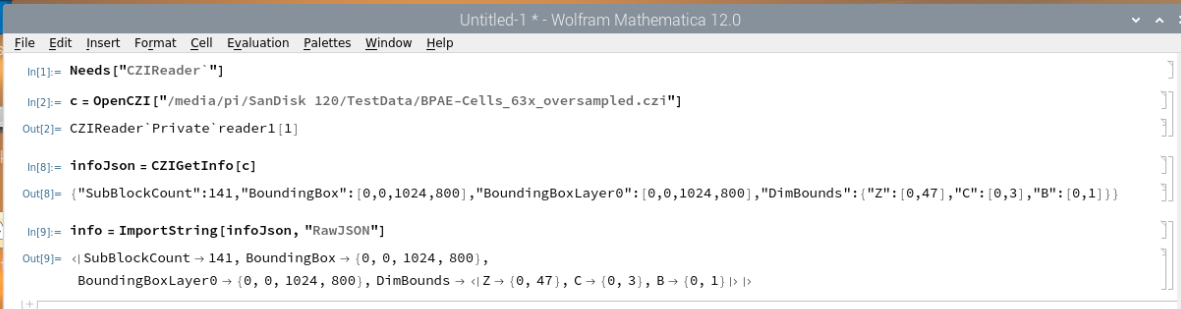 Untitled-1 * - Wolfram Mathematica 12.0
File Edit Insert Format Cell Evaluation Palettes Window Help
In[1]:= Needs["CZIReader`"]
In[2]:= c = OpenCZI["/media/pi/SanDisk 120/TestData/BPAE-Cells_63x_oversampled.czi"]
Out[2]= CZIReader`Private`reader1[1]
In[8]:= infoJson = CZIGetInfo[c]
Out[8]= {"SubBlockCount":141,"BoundingBox":[0,0,1024,800],"BoundingBoxLayer0":[0,0,1024,800],"DimBounds":{"Z":[0,47],"C":[0,3],"B":[0,1]}}
In[9]:= info = ImportString[infoJson, "RawJSON"]
Out[9]= <|SubBlockCount → 141, BoundingBox → {0, 0, 1024, 800},
BoundingBoxLayer0 → {0, 0, 1024, 800}, DimBounds → <|Z → {0, 47}, C → {0, 3}, B → {0, 1}|>|>